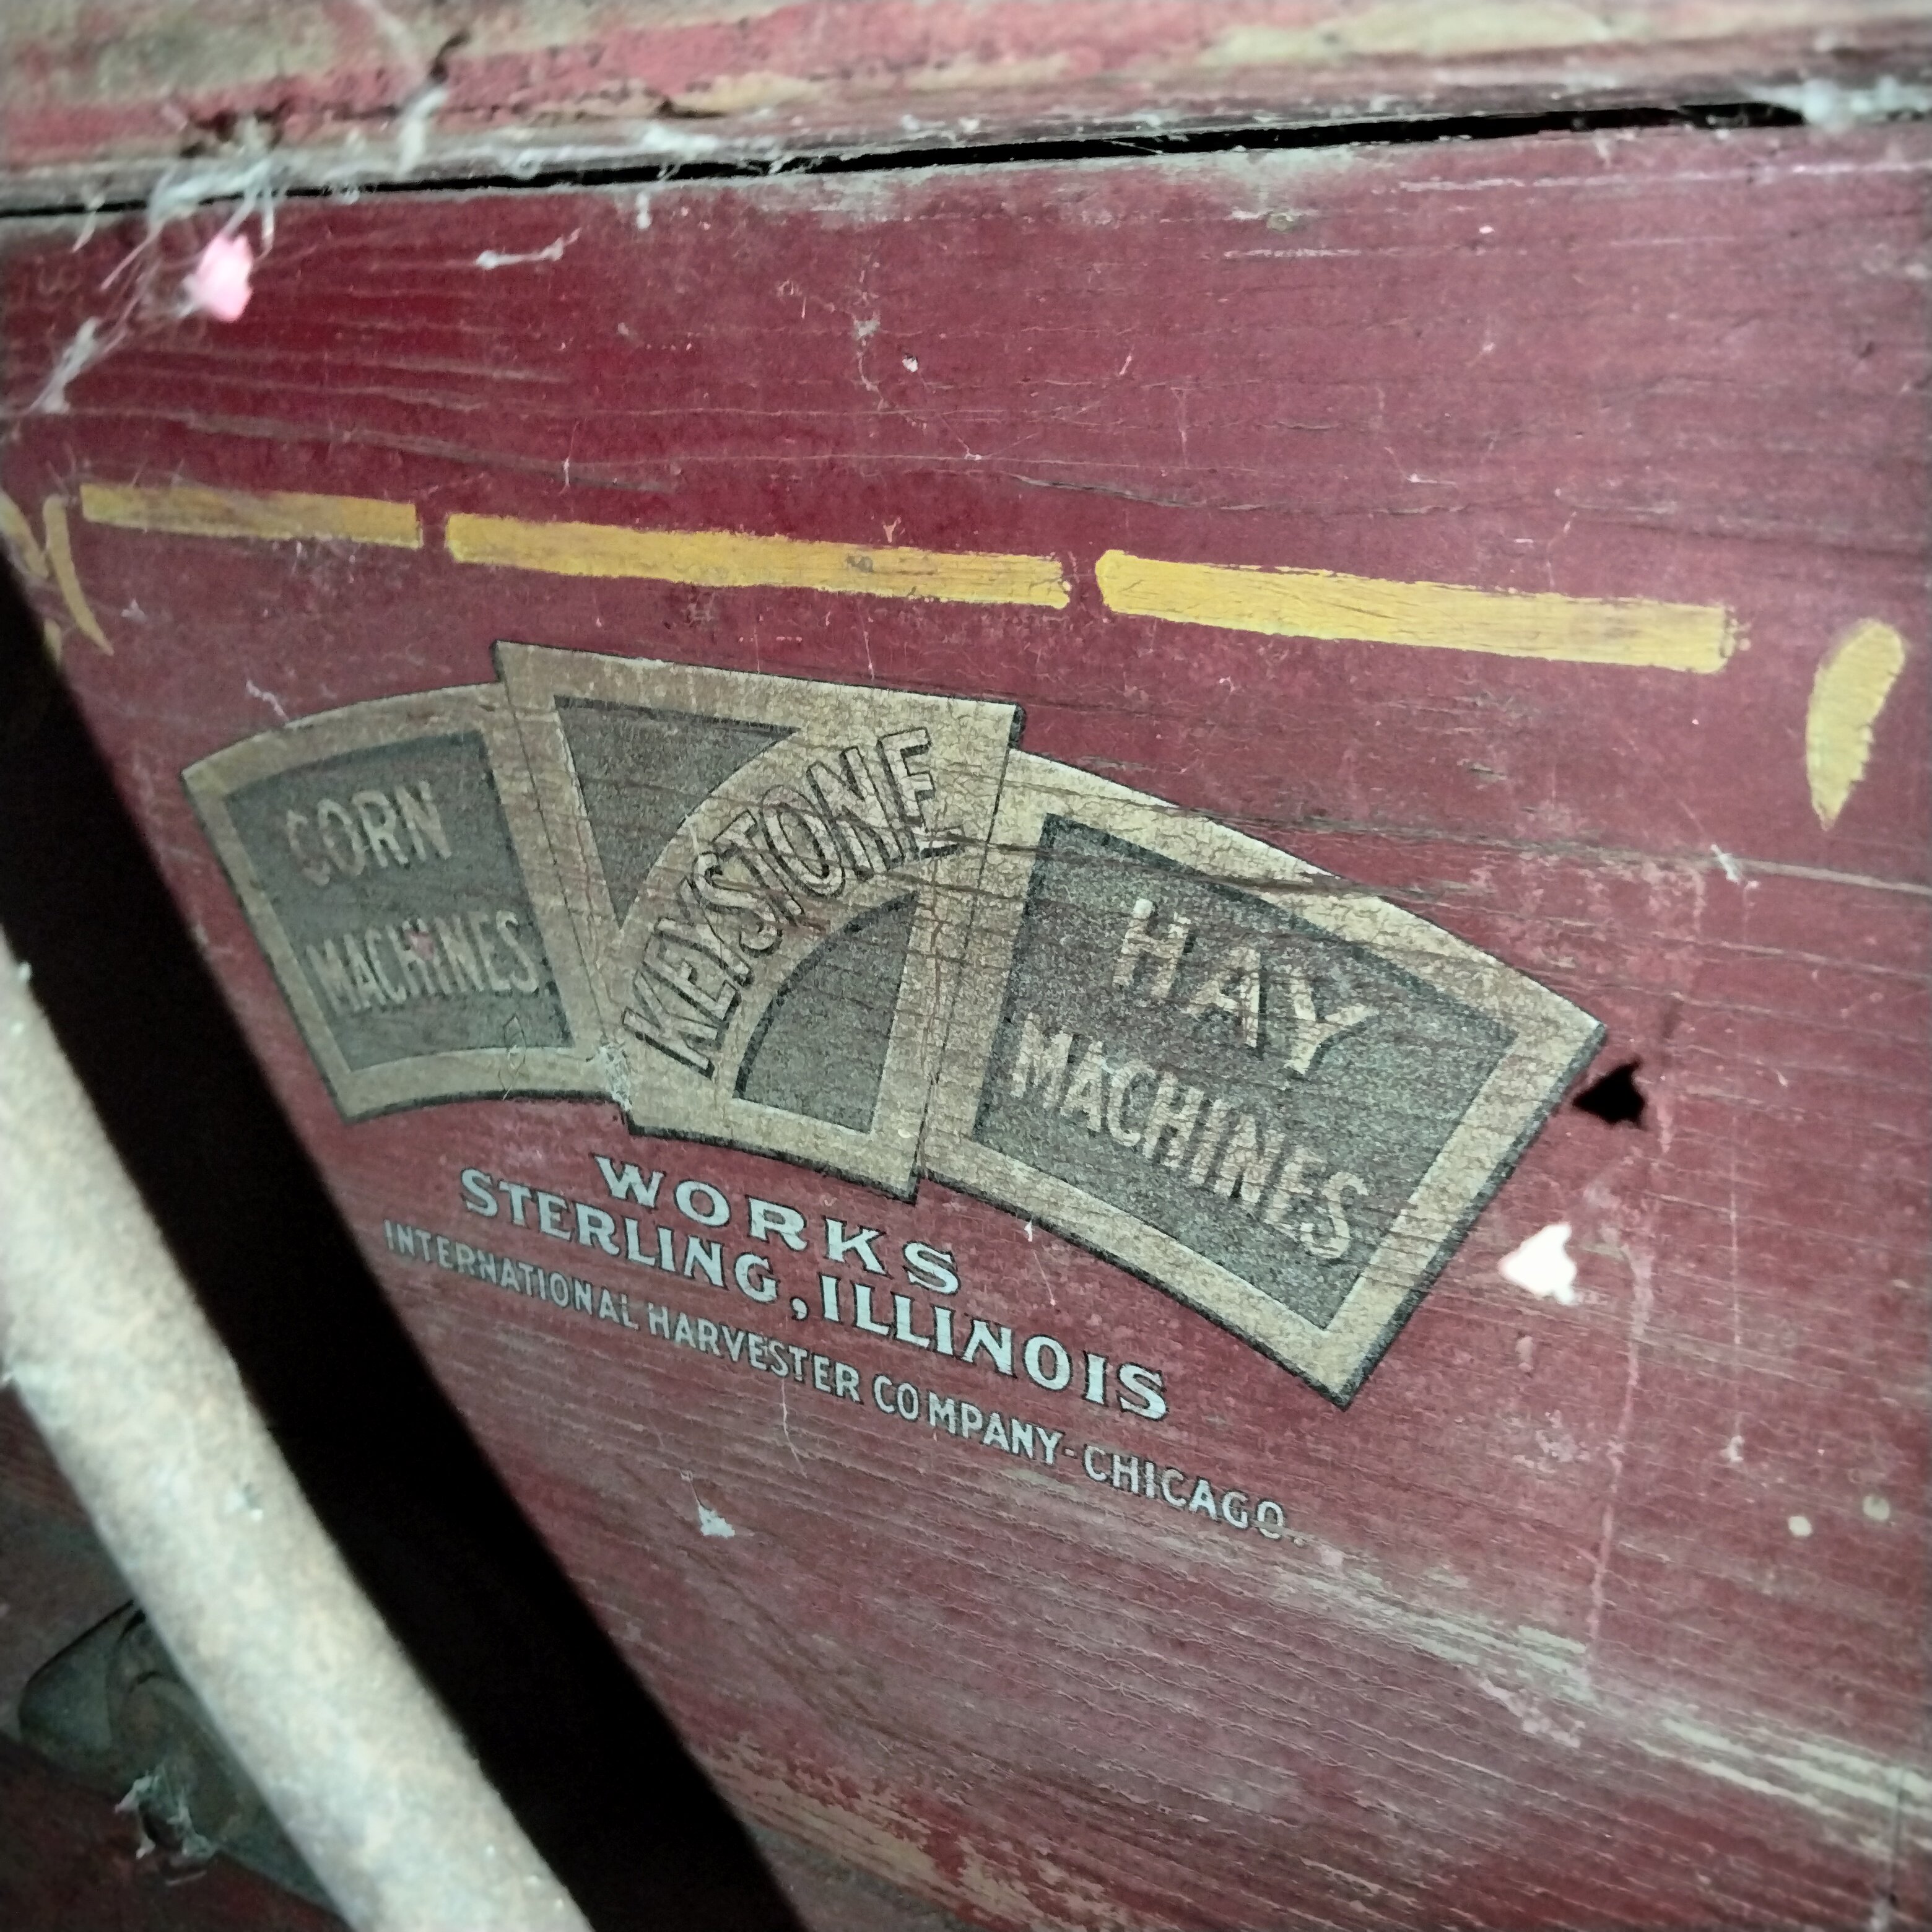 CORN
MACHINES
KEYSTONE
HAY
MACHINES
WORKS
STERLING, ILLINOIS
INTERNATIONAL HARVESTER COMPANY-CHICAGO.